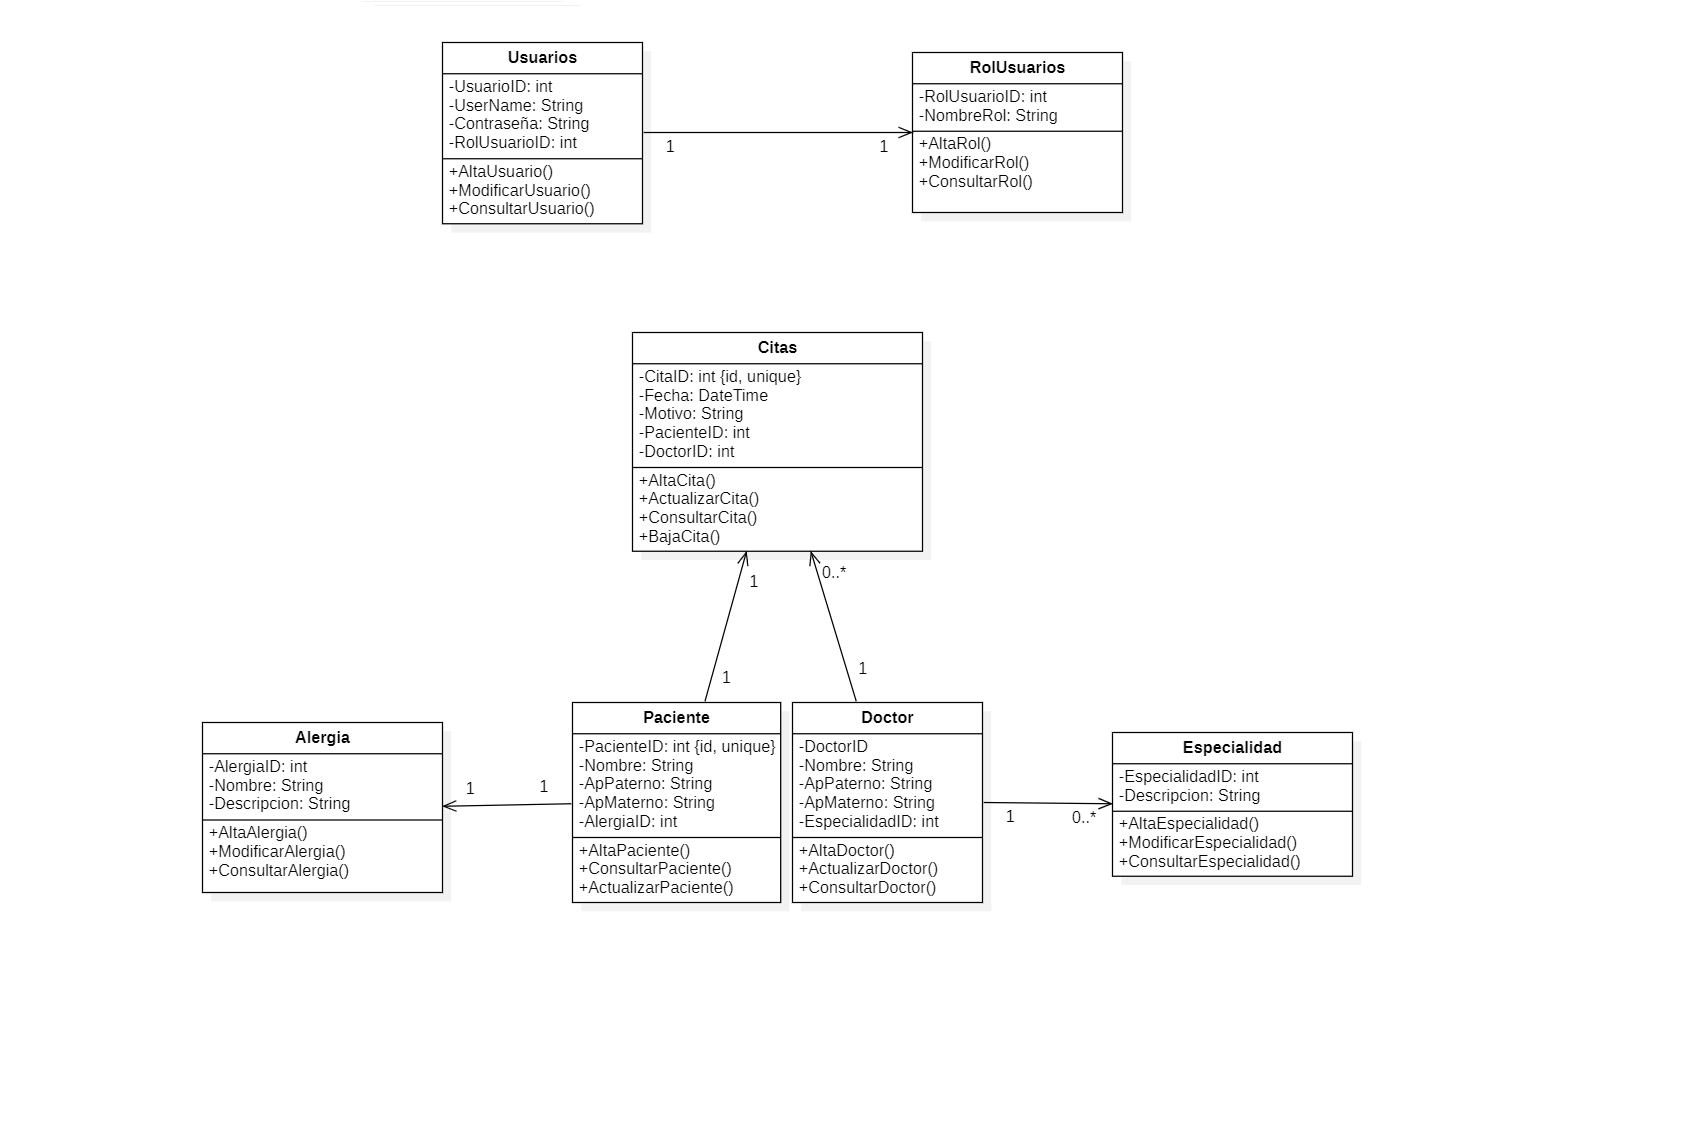 Usuarios
-UsuarioID: int
-UserName: String
-Contraseña: String
-RolUsuarioID: int
+AltaUsuario()
+ModificarUsuario()
+ConsultarUsuario()
1
1
RolUsuarios
-RolUsuarioID: int
-NombreRol: String
+AltaRol()
+ModificarRol()
+ConsultarRol()
Citas
-CitaID: int {id, unique}
-Fecha: DateTime
-Motivo: String
-PacienteID: int
-DoctorID: int
+AltaCita()
+ActualizarCita()
+ConsultarCita()
+BajaCita()
1
0..*
1
1
Alergia
-AlergiaID: int
-Nombre: String
-Descripcion: String
+AltaAlergia()
+ModificarAlergia()
+ConsultarAlergia()
1
1
Paciente
-PacienteID: int {id, unique}
-Nombre: String
-ApPaterno: String
-ApMaterno: String
-AlergiaID: int
+AltaPaciente()
+ConsultarPaciente()
+ActualizarPaciente()
Doctor
-DoctorID
-Nombre: String
-ApPaterno: String
-ApMaterno: String
-EspecialidadID: int
+AltaDoctor()
+ActualizarDoctor()
+ConsultarDoctor()
1
0..*
Especialidad
-EspecialidadID: int
-Descripcion: String
+AltaEspecialidad()
+ModificarEspecialidad()
+ConsultarEspecialidad()